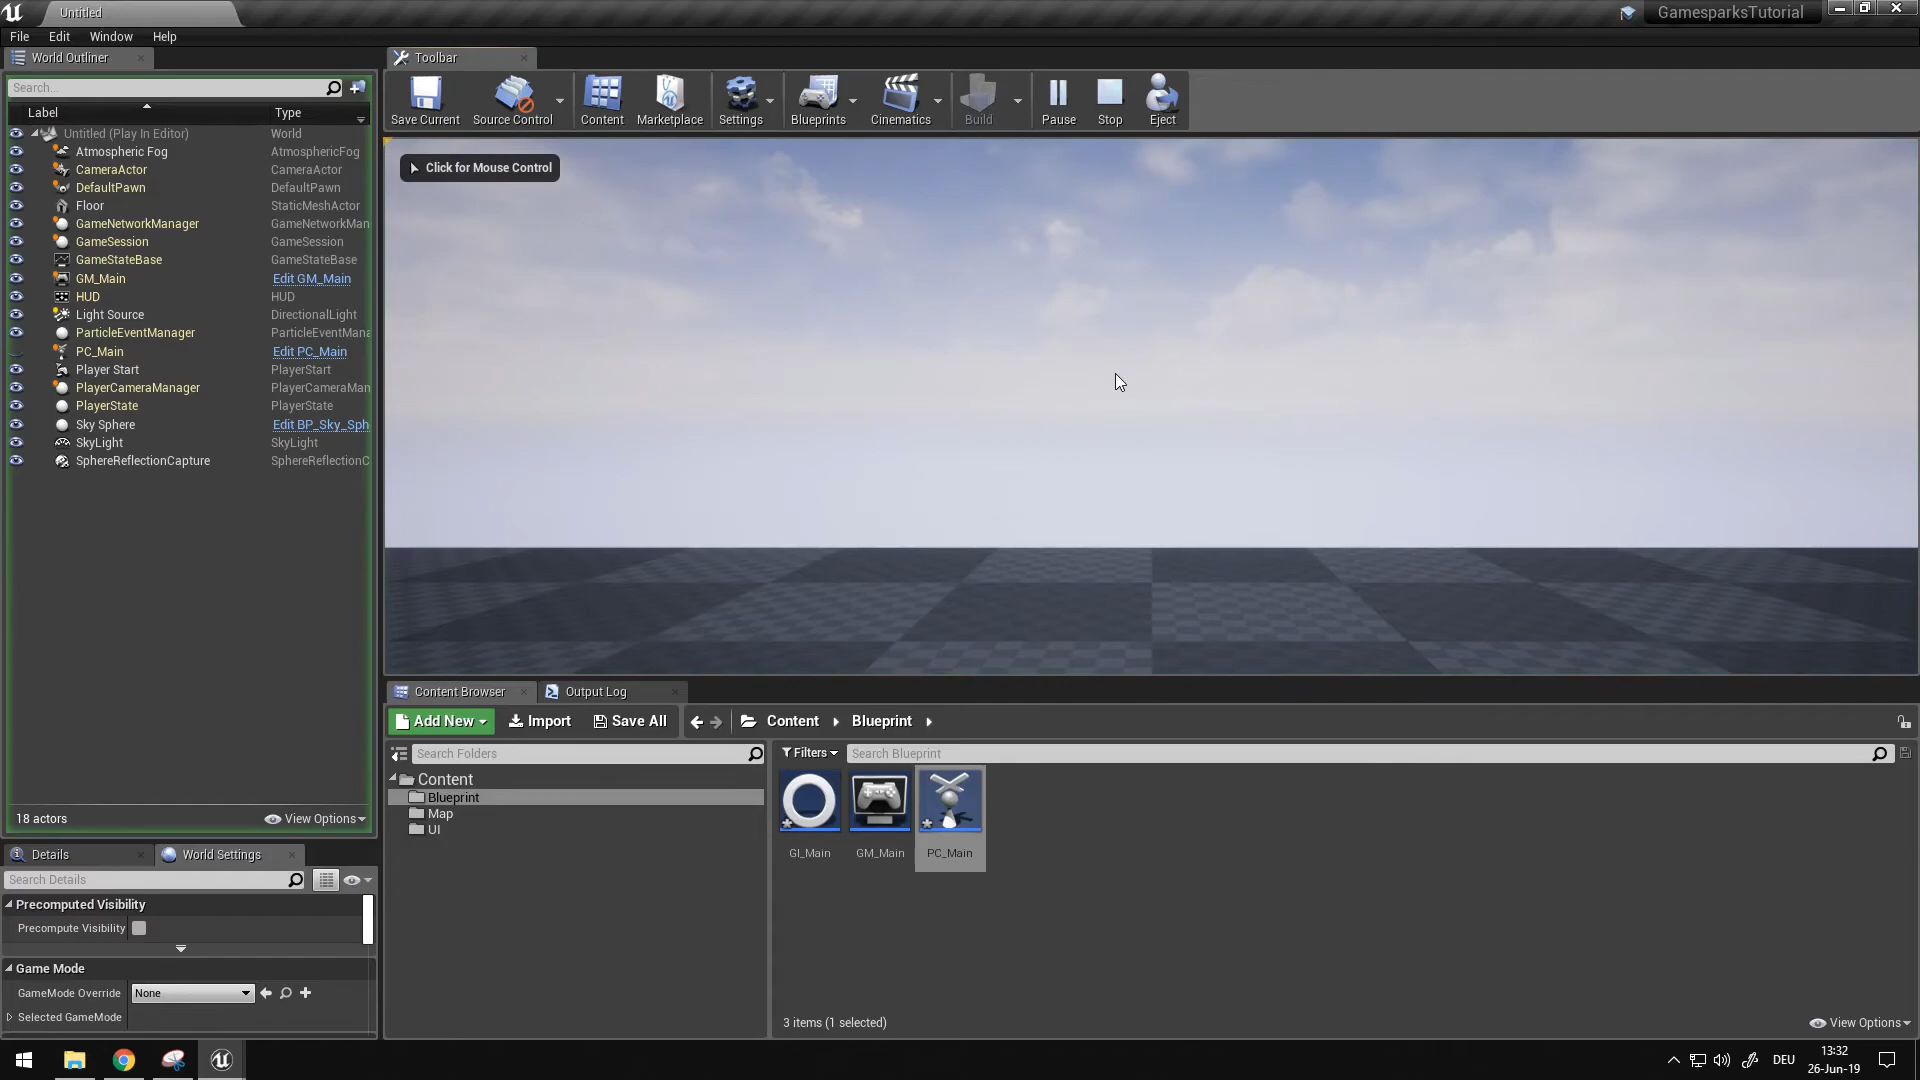 Untitled
GamesparksTutorial
File Edit Window Help
World Outliner
Toolbar
Search...
Label Type
Untitled (Play In Editor) World
Atmospheric Fog AtmosphericFog
CameraActor CameraActor
DefaultPawn DefaultPawn
Floor StaticMeshActor
GameNetworkManager GameNetworkMan
GameSession GameSession
GameStateBase GameStateBase
GM_Main Edit GM_Main
HUD HUD
Light Source DirectionalLight
ParticleEventManager ParticleEventMana
PC_Main Edit PC_Main
Player Start PlayerStart
PlayerCameraManager PlayerCameraMan
PlayerState PlayerState
Sky Sphere Edit BP_Sky_Sph
SkyLight SkyLight
SphereReflectionCapture SphereReflectionC
18 actors View Options
Save Current Source Control Content Marketplace Settings Blueprints Cinematics Build Pause Stop Eject
Click for Mouse Control
Details World Settings
Search Details
Precomputed Visibility
Precompute Visibility
Game Mode
GameMode Override None
Selected GameMode
Content Browser Output Log
Add New Import Save All Content Blueprint
Search Folders
Filters Search Blueprint
Content
Blueprint
Map
UI
GI_Main GM_Main PC_Main
3 items (1 selected) View Options
DEU
13:32
26-Jun-19